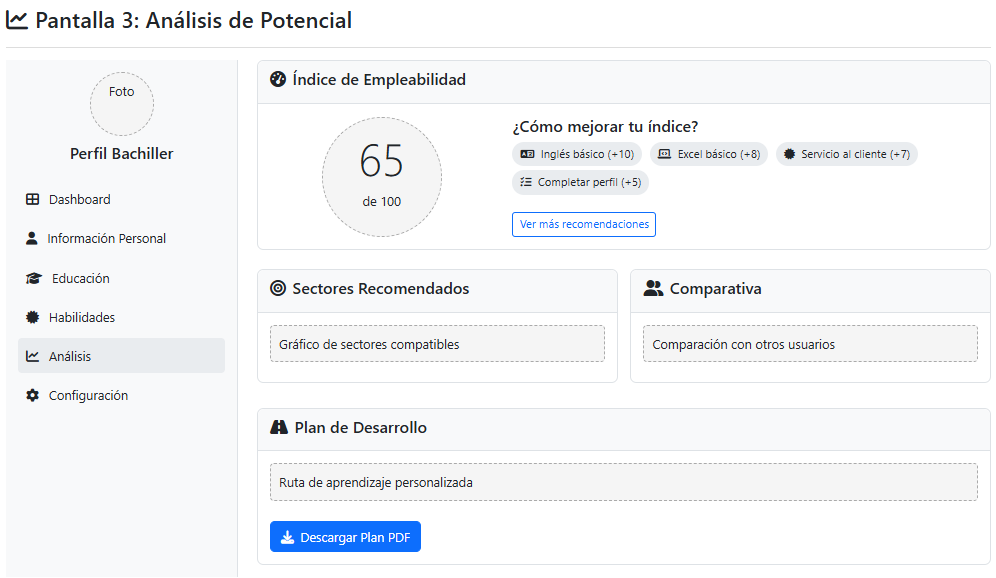 Pantalla 3: Análisis de Potencial
Foto
Perfil Bachiller
Dashboard
Información Personal
Educación
Habilidades
Análisis
Configuración
Índice de Empleabilidad
65
de 100
¿Cómo mejorar tu índice?
Inglés básico (+10)
Excel básico (+8)
Servicio al cliente (+7)
Completar perfil (+5)
Ver más recomendaciones
Sectores Recomendados
Gráfico de sectores compatibles
Comparativa
Comparación con otros usuarios
Plan de Desarrollo
Ruta de aprendizaje personalizada
Descargar Plan PDF